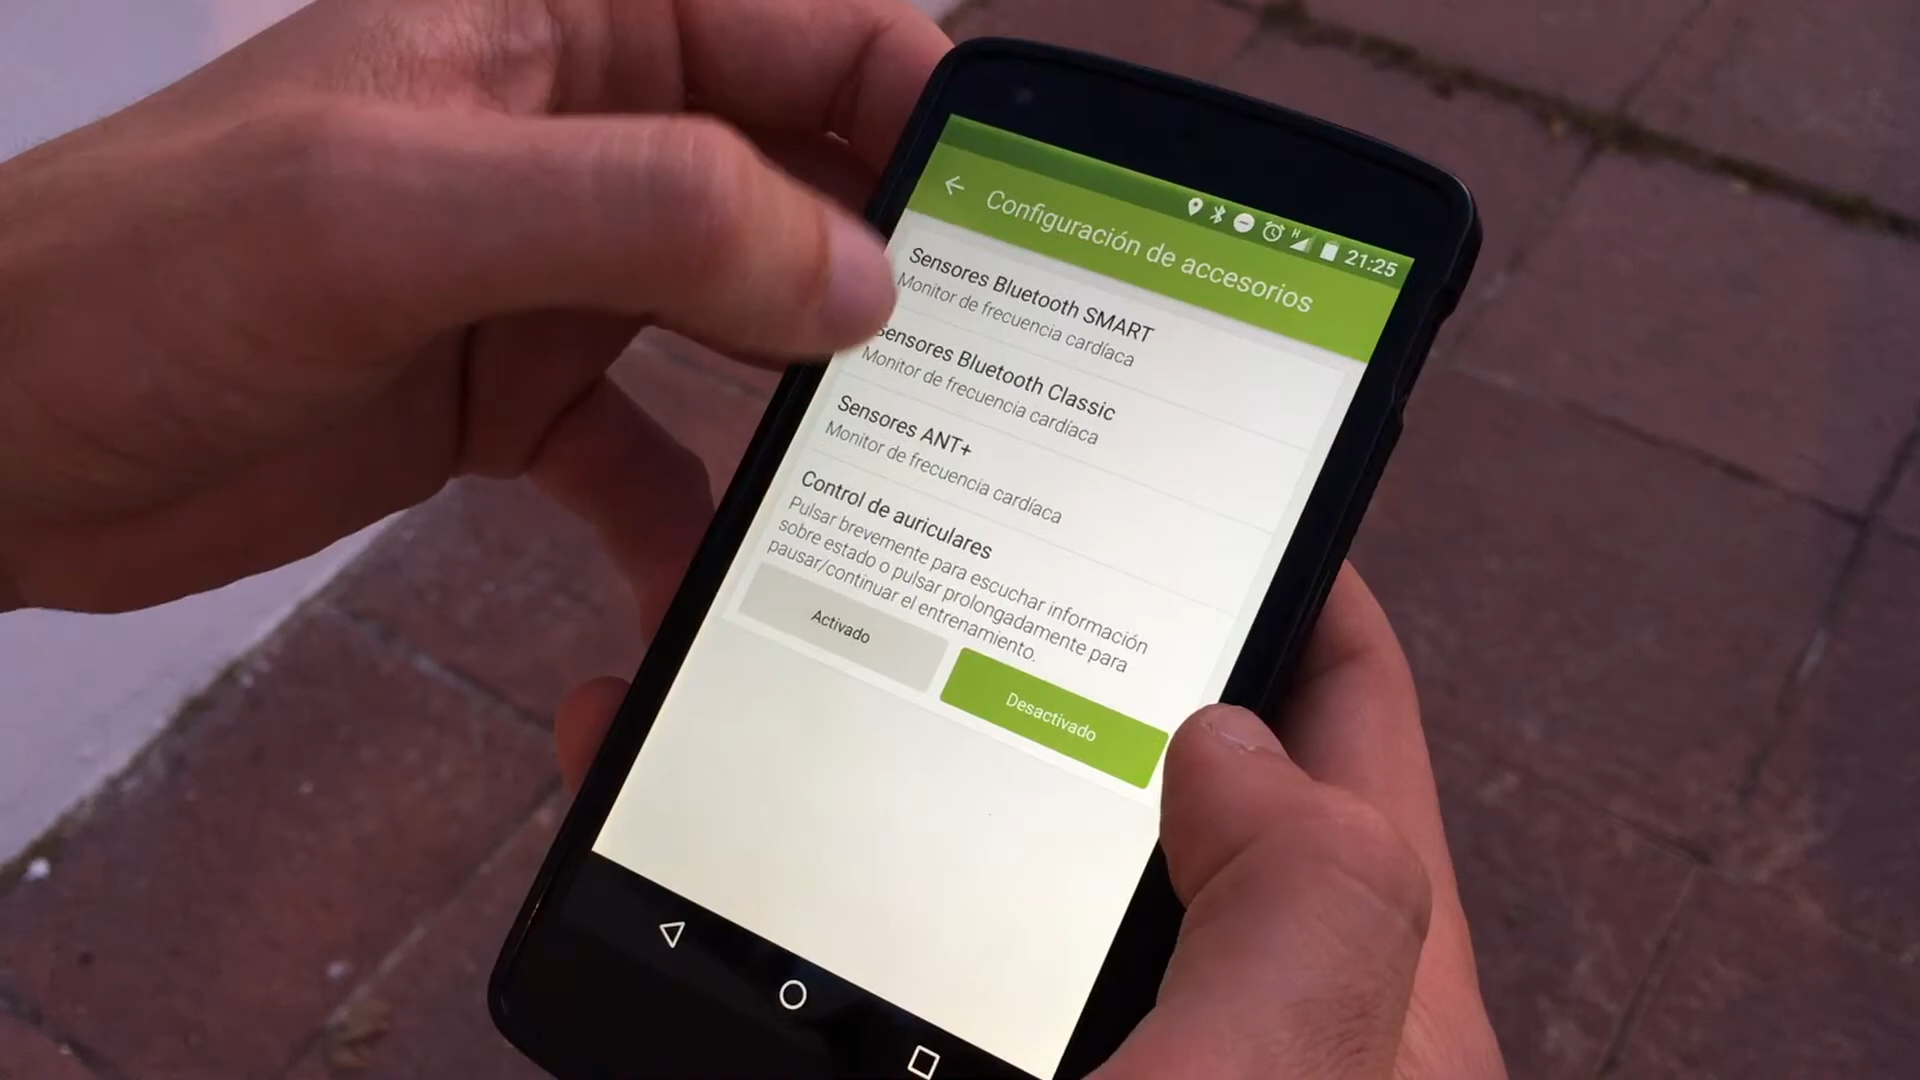 H
21:25
Configuración de accesorios
Sensores Bluetooth SMART
Monitor de frecuencia cardíaca
Sensores Bluetooth Classic
Monitor de frecuencia cardíaca
Sensores ANT+
Monitor de frecuencia cardíaca
Control de auriculares
Pulsar brevemente para escuchar información
sobre estado o pulsar prolongadamente para
pausar/continuar el entrenamiento.
Activado
Desactivado